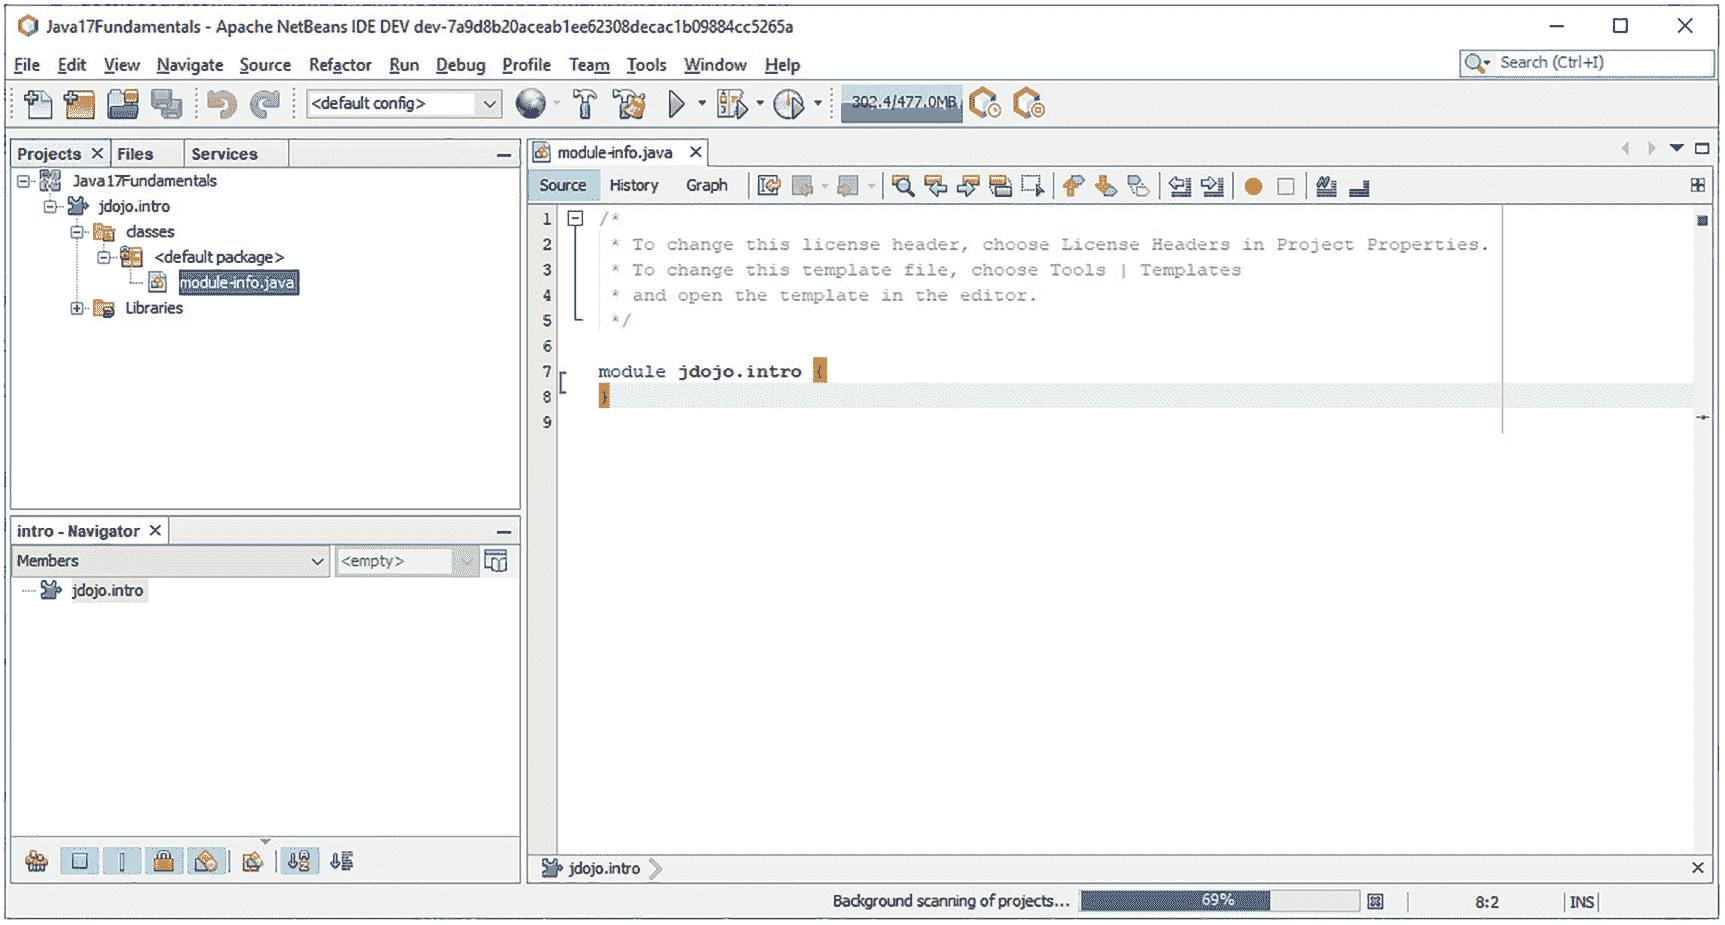 Java17Fundamentals - Apache NetBeans IDE DEV dev-7a9d8b20aceab1ee62308decac1b09884cc5265a
File Edit View Navigate Source Refactor Run Debug Profile Team Tools Window Help
Search (Ctrl+I)
<default config>
302.4/477.0MB
Projects Files Services
Java17Fundamentals
jdojo.intro
classes
<default package>
module-info.java
Libraries
intro - Navigator
Members
<empty>
jdojo.intro
module-info.java
Source History Graph
1 /*
2 * To change this license header, choose License Headers in Project Properties.
3 * To change this template file, choose Tools | Templates
4 * and open the template in the editor.
5 */
6
7 module jdojo.intro {
8 }
9
jdojo.intro
Background scanning of projects... 69% 8:2 INS